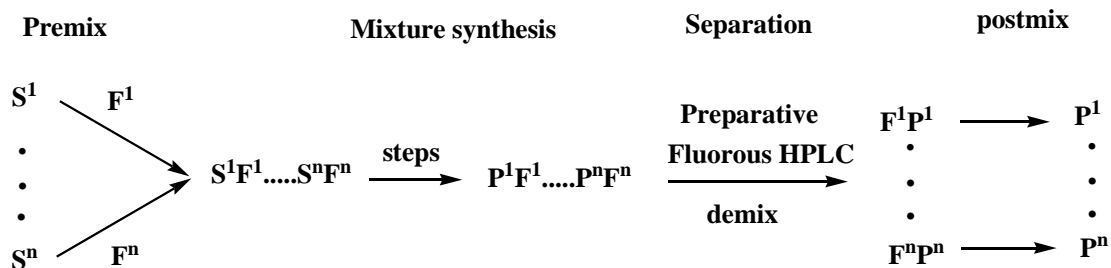 Premix
Mixture synthesis
Separation
postmix
S¹
F¹
.
.
.
Sⁿ
Fⁿ
S¹F¹.....SⁿFⁿ
steps
P¹F¹.....PⁿFⁿ
Preparative
Fluorous HPLC
demix
F¹P¹
.
.
.
FⁿPⁿ
P¹
.
.
.
Pⁿ